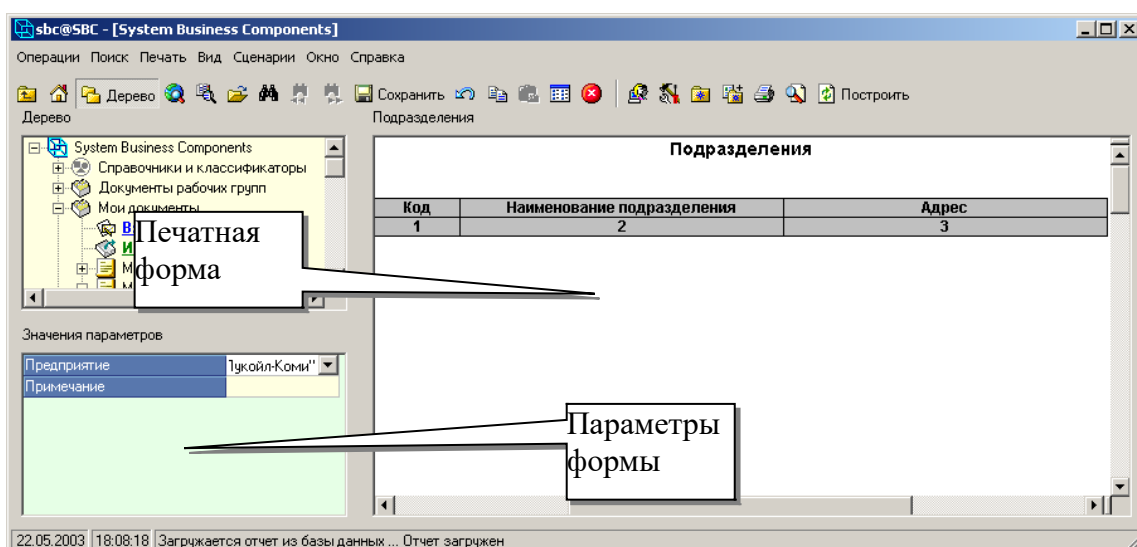 sbc@SBC - [System Business Components]
Операции Поиск Печать Вид Сценарии Окно Справка
Дерево Сохранить Построить
Дерево
Подразделения
System Business Components
Справочники и классификаторы
Документы рабочих групп
Мои документы
Печатная
форма
Подразделения
Код Наименование подразделения Адрес
1 2 3
Значения параметров
Предприятие Лукойл-Коми"
Примечание
Параметры
формы
22.05.2003 18:08:18 Загружается отчет из базы данных ... Отчет загружен